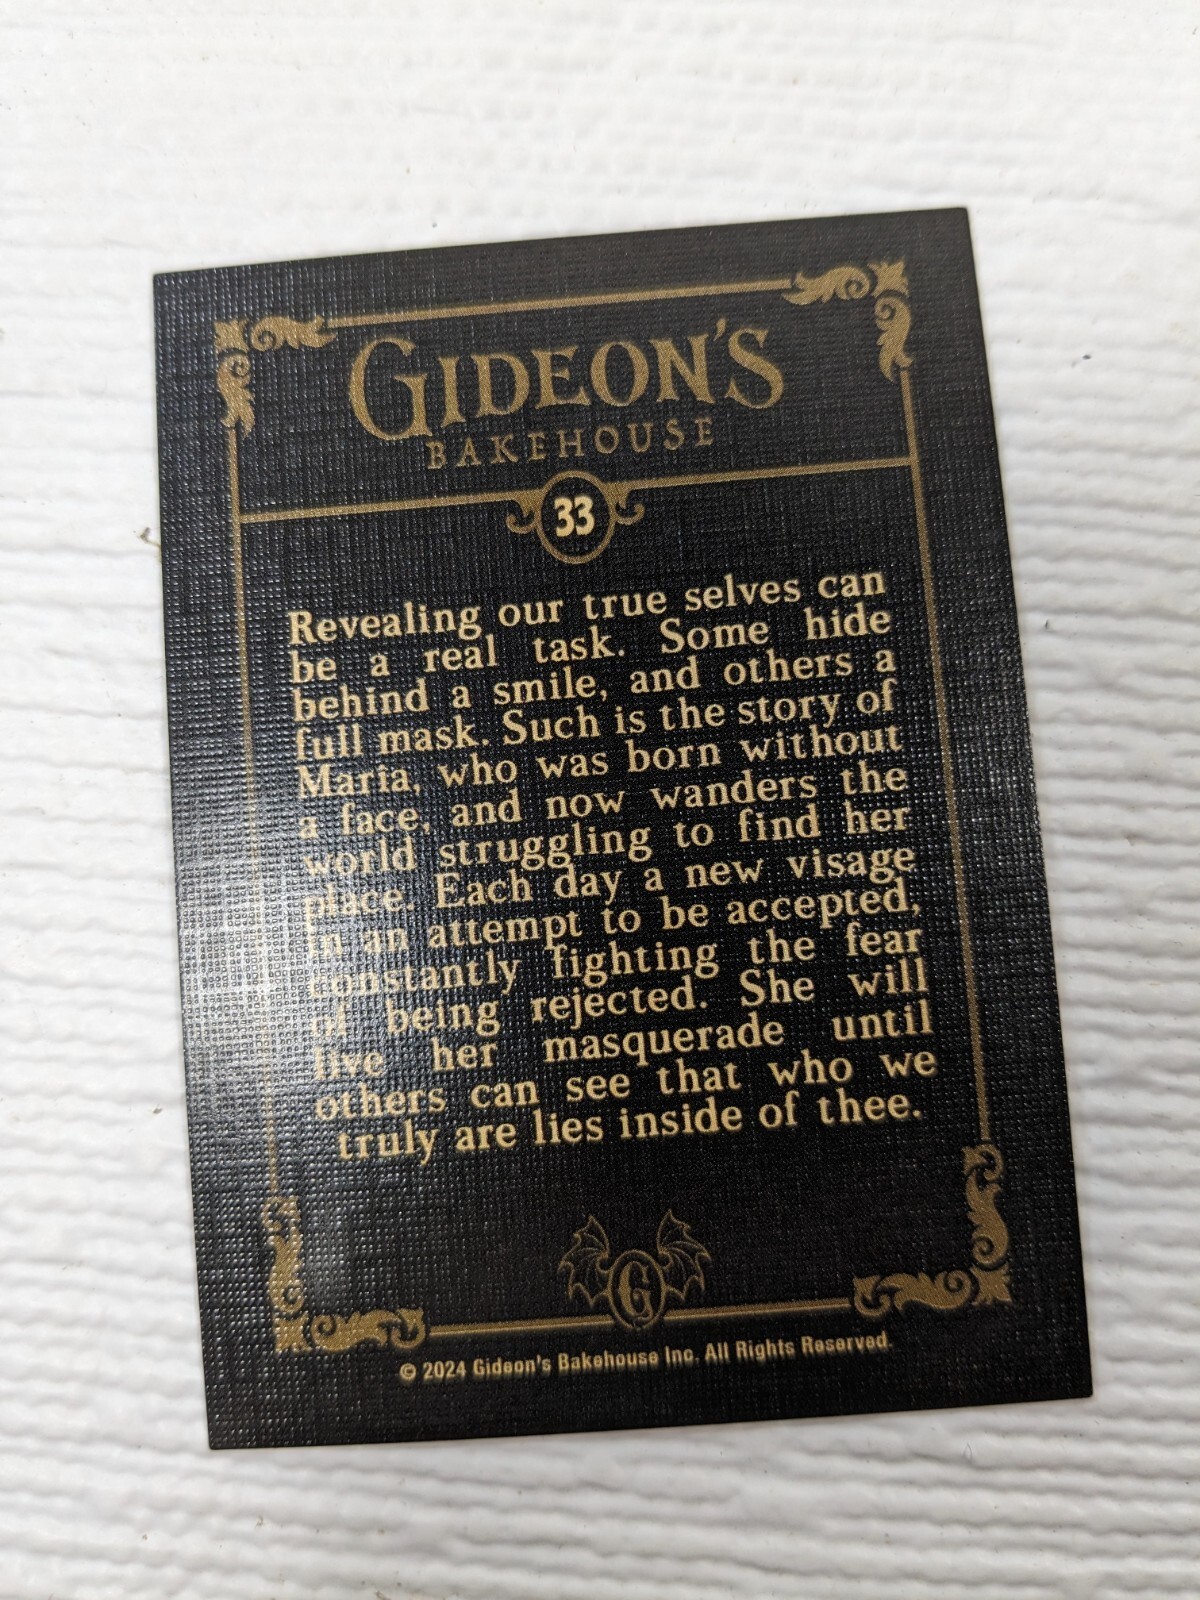 GIDEON'S
BAKEHOUSE
33
Revealing our true selves can
be a real task. Some hide
behind a smile, and others a
full mask. Such is the story of
Maria, who was born without
a face, and now wanders the
world struggling to find her
place. Each day a new visage
in an attempt to be accepted,
constantly fighting the fear
of being rejected. She will
live her masquerade until
others can see that who we
truly are lies inside of thee.
G
© 2024 Gideon's Bakehouse Inc. All Rights Reserved.